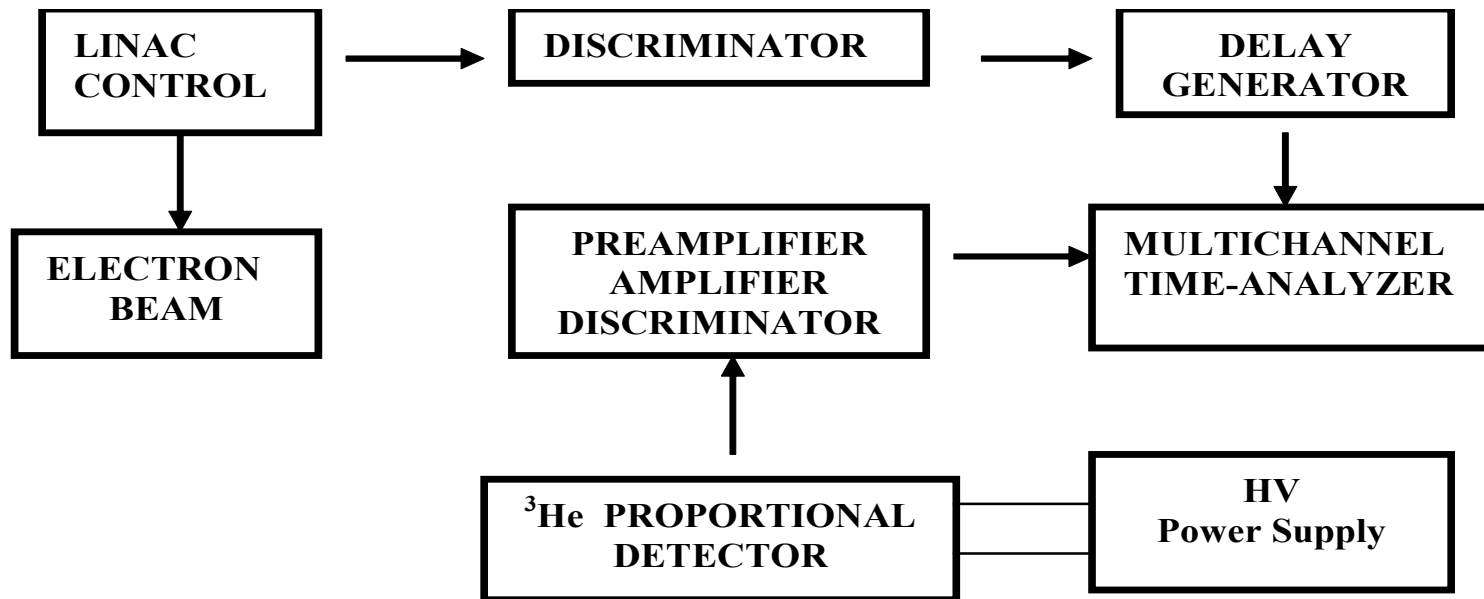 LINAC
CONTROL
DISCRIMINATOR
DELAY
GENERATOR
ELECTRON
BEAM
PREAMPLIFIER
AMPLIFIER
DISCRIMINATOR
MULTICHANNEL
TIME-ANALYZER
³He PROPORTIONAL
DETECTOR
HV
Power Supply